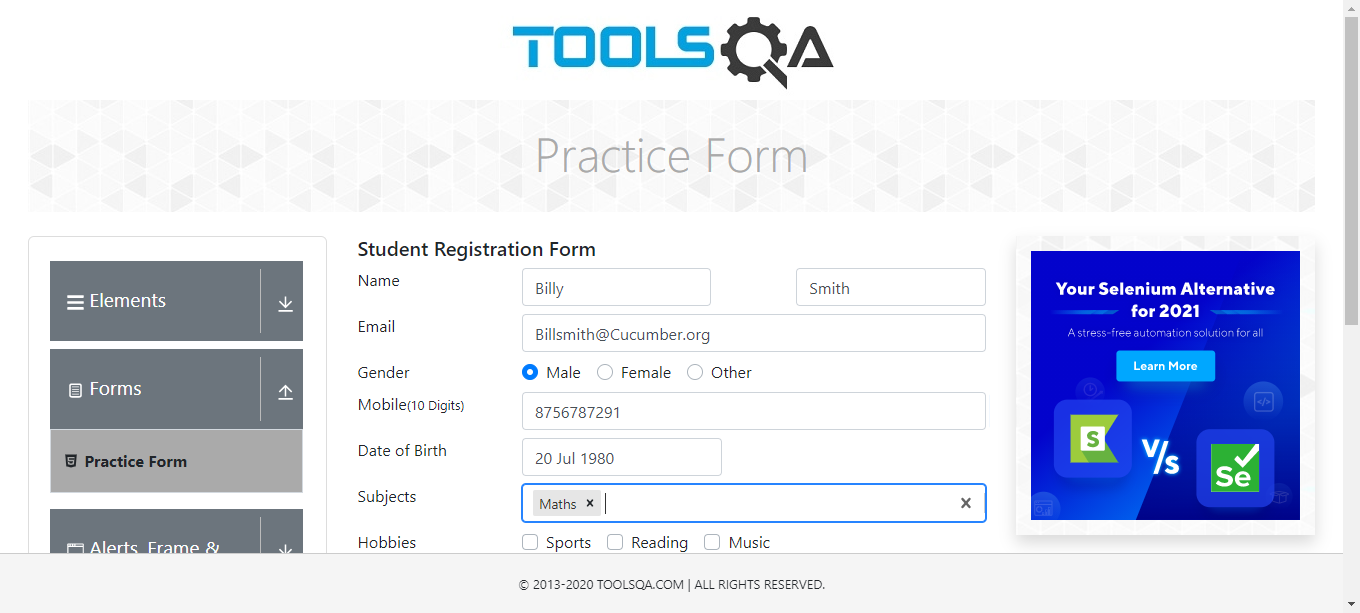 TOOLSQA
Practice Form
Elements
Forms
Practice Form
Alerts, Frame &
Student Registration Form
Name
Billy
Smith
Email
Billsmith@Cucumber.org
Gender
Male
Female
Other
Mobile(10 Digits)
8756787291
Date of Birth
20 Jul 1980
Subjects
Maths
Hobbies
Sports
Reading
Music
Your Selenium Alternative
for 2021
A stress-free automation solution for all
Learn More
S
V/s
Se
© 2013-2020 TOOLSQA.COM | ALL RIGHTS RESERVED.